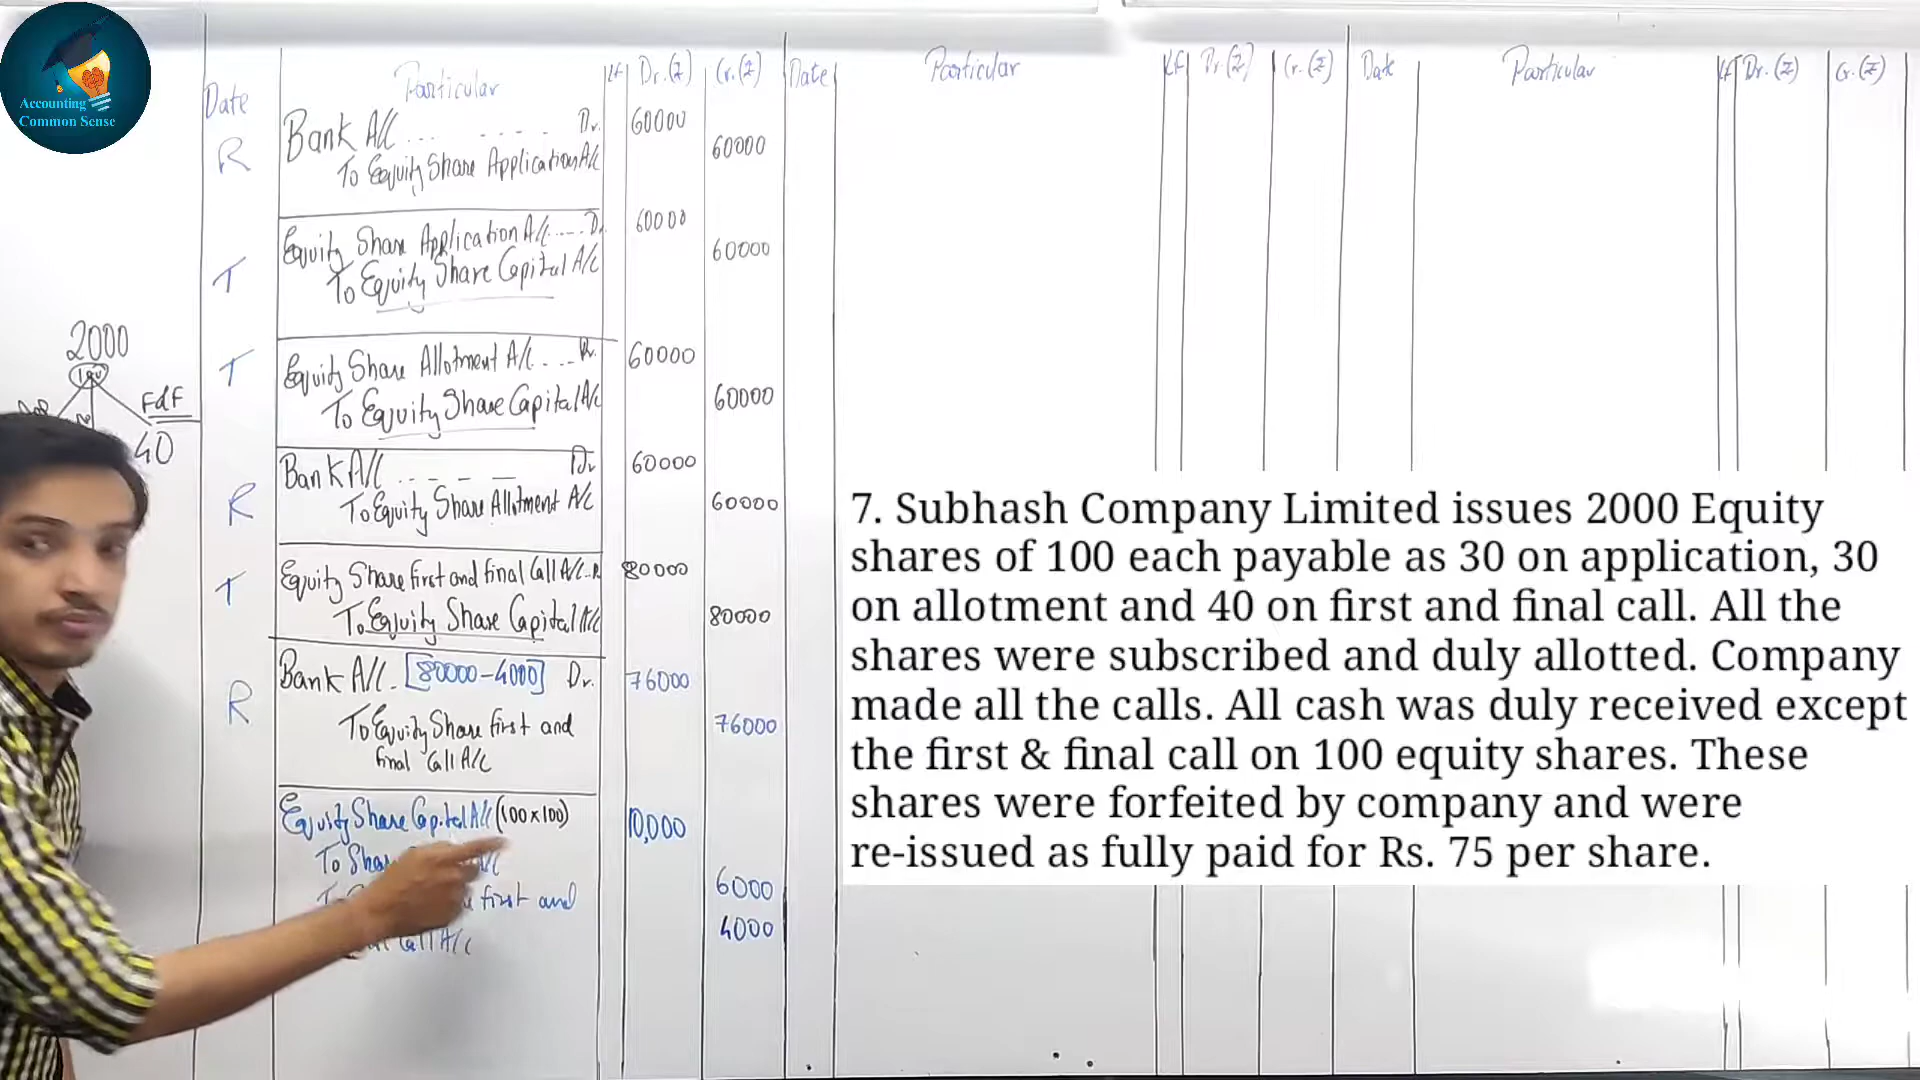 Accounting
Common Sense
Date Particular Lf Dr.(₹) Cr.(₹)
R Bank A/c ... ---- Dr. 60000
To Equity Share Application A/c 60000
Equity Share Application A/c ..... Dr. 60000
T To Equity Share Capital A/c 60000
T Equity Share Allotment A/c .... Dr. 60000
To Equity Share Capital A/c 60000
Bank A/c ... --- Dr 60000
R To Equity Share Allotment A/c 60000
Equity Share first and final Call A/c 80000
T To Equity Share Capital A/c 80000
Bank A/c. [80000-4000] Dr. 76000
R To Equity Share first and 76000
final Call A/c
Equity Share Capital A/c (100×100) 10,000
To Sha A/c 6000
To first and 4000
Call A/c
2000
FdF
40
Date Particular Lf Dr.(₹) Cr.(₹)
Date Particular Lf Dr.(₹) Cr.(₹)
7. Subhash Company Limited issues 2000 Equity
shares of 100 each payable as 30 on application, 30
on allotment and 40 on first and final call. All the
shares were subscribed and duly allotted. Company
made all the calls. All cash was duly received except
the first & final call on 100 equity shares. These
shares were forfeited by company and were
re-issued as fully paid for Rs. 75 per share.